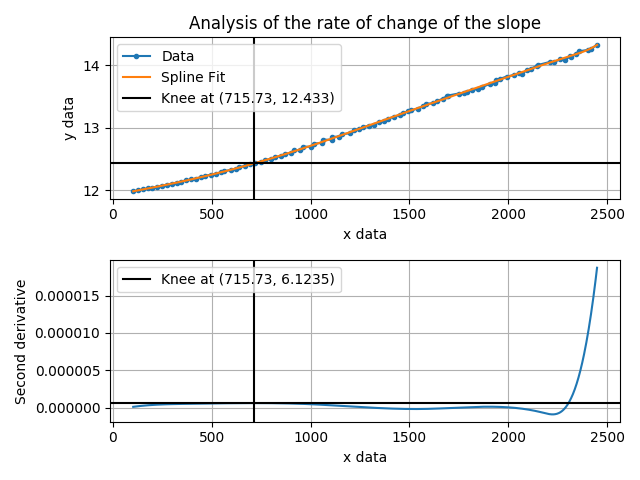 Analysis of the rate of change of the slope
Data
Spline Fit
Knee at (715.73, 12.433)
14
13
12
y data
0 500 1000 1500 2000 2500
x data
Knee at (715.73, 6.1235)
0.000015
0.000010
0.000005
0.000000
Second derivative
0 500 1000 1500 2000 2500
x data